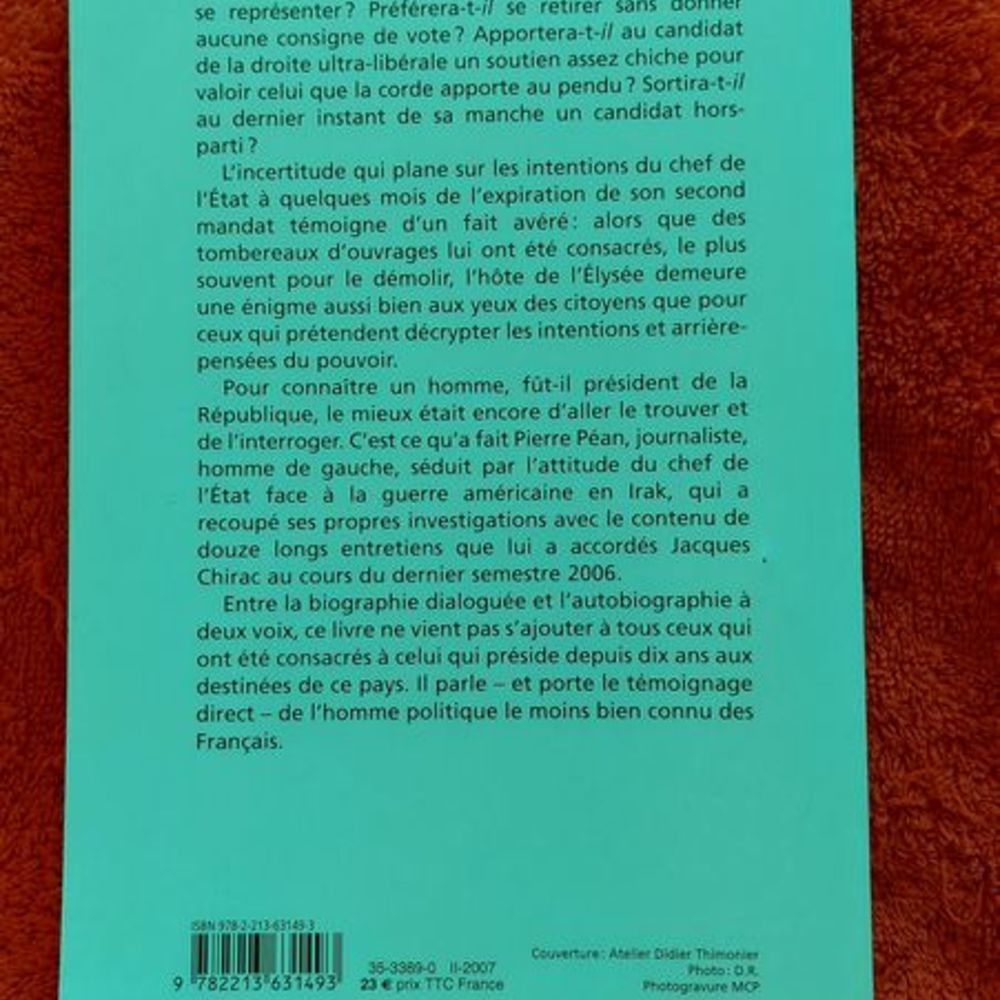 se représenter ? Préférera-t-il se retirer sans donner
aucune consigne de vote ? Apportera-t-il au candidat
de la droite ultra-libérale un soutien assez chiche pour
valoir celui que la corde apporte au pendu ? Sortira-t-il
au dernier instant de sa manche un candidat hors-
parti ?
L'incertitude qui plane sur les intentions du chef de
l'État à quelques mois de l'expiration de son second
mandat témoigne d'un fait avéré : alors que des
tombereaux d'ouvrages lui ont été consacrés, le plus
souvent pour le démolir, l'hôte de l'Élysée demeure
une énigme aussi bien aux yeux des citoyens que pour
ceux qui prétendent décrypter les intentions et arrière-
pensées du pouvoir.
Pour connaître un homme, fût-il président de la
République, le mieux était encore d'aller le trouver et
de l'interroger. C'est ce qu'a fait Pierre Péan, journaliste,
homme de gauche, séduit par l'attitude du chef de
l'État face à la guerre américaine en Irak, qui a
recoupé ses propres investigations avec le contenu de
douze longs entretiens que lui a accordés Jacques
Chirac au cours du dernier semestre 2006.
Entre la biographie dialoguée et l'autobiographie à
deux voix, ce livre ne vient pas s'ajouter à tous ceux qui
ont été consacrés à celui qui préside depuis dix ans aux
destinées de ce pays. Il parle – et porte le témoignage
direct – de l'homme politique le moins bien connu des
Français.
ISBN 978-2-213-63149-3
9 782213 631493
35-3389-0 II-2007
23 € prix TTC France
Couverture : Atelier Didier Thimonier
Photo : D.R.
Photogravure MCP